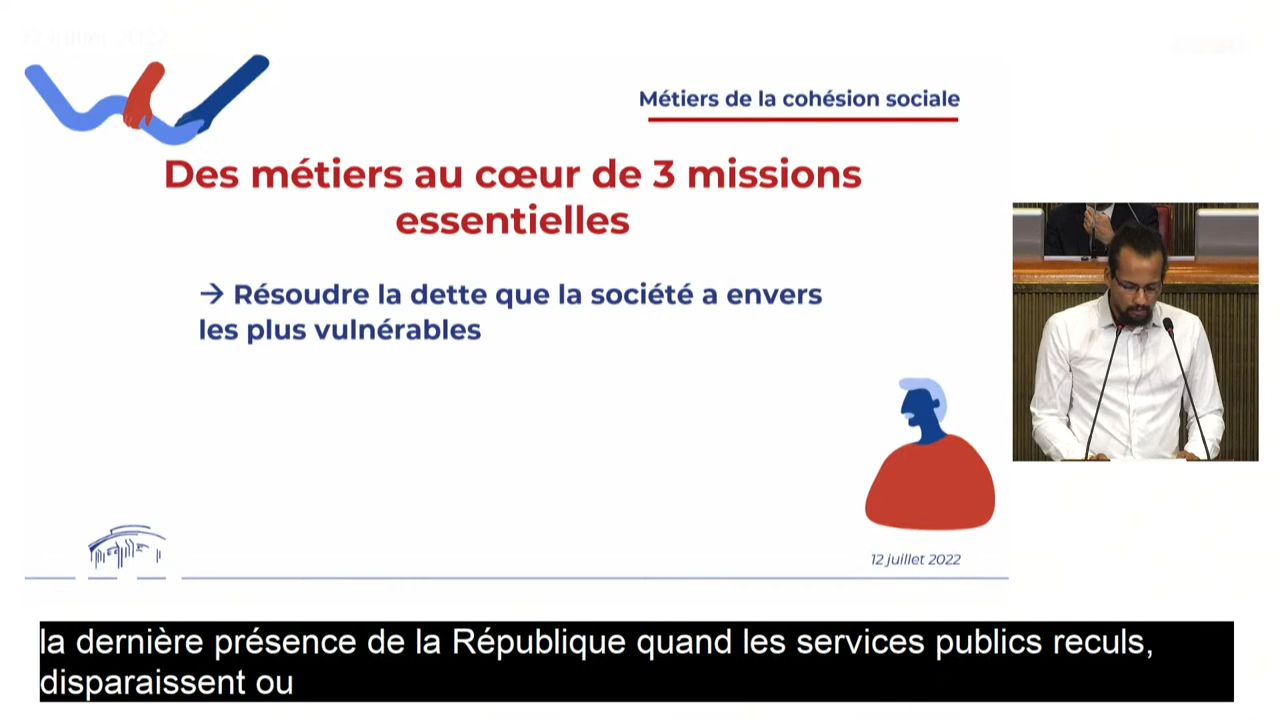 Métiers de la cohésion sociale
Des métiers au cœur de 3 missions
essentielles
→ Résoudre la dette que la société a envers
les plus vulnérables
12 juillet 2022
la dernière présence de la République quand les services publics reculs,
disparaissent ou